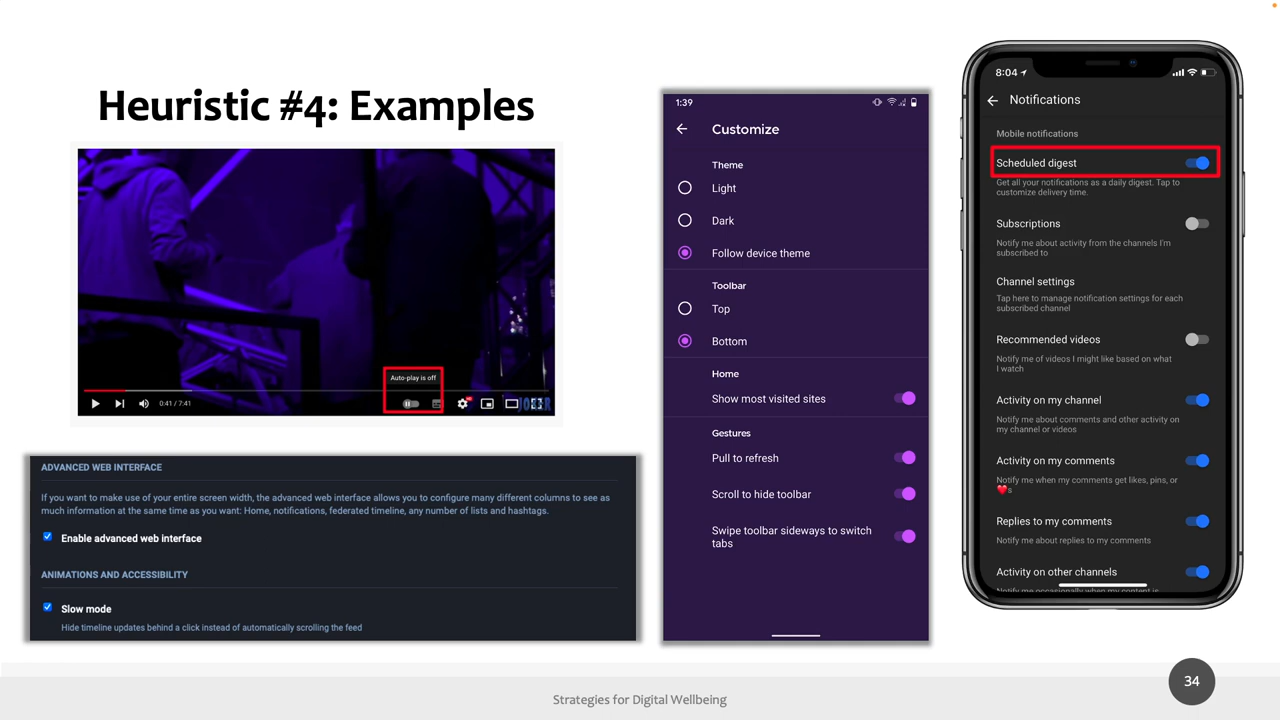 Heuristic #4: Examples
Auto-play is off
0:41 / 7:41
JOKER
ADVANCED WEB INTERFACE
If you want to make use of your entire screen width, the advanced web interface allows you to configure many different columns to see as
much information at the same time as you want: Home, notifications, federated timeline, any number of lists and hashtags.
Enable advanced web interface
ANIMATIONS AND ACCESSIBILITY
Slow mode
Hide timeline updates behind a click instead of automatically scrolling the feed
1:39
Customize
Theme
Light
Dark
Follow device theme
Toolbar
Top
Bottom
Home
Show most visited sites
Gestures
Pull to refresh
Scroll to hide toolbar
Swipe toolbar sideways to switch
tabs
8:04
Notifications
Mobile notifications
Scheduled digest
Get all your notifications as a daily digest. Tap to
customize delivery time.
Subscriptions
Notify me about activity from the channels I'm
subscribed to
Channel settings
Tap here to manage notification settings for each
subscribed channel
Recommended videos
Notify me of videos I might like based on what
I watch
Activity on my channel
Notify me about comments and other activity on
my channel or videos
Activity on my comments
Notify me when my comments get likes, pins, or
❤️s
Replies to my comments
Notify me about replies to my comments
Activity on other channels
Notify me occasionally when my content is
Strategies for Digital Wellbeing
34